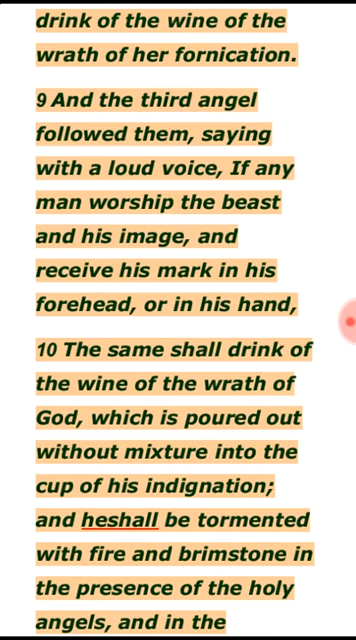 drink of the wine of the
wrath of her fornication.
9 And the third angel
followed them, saying
with a loud voice, If any
man worship the beast
and his image, and
receive his mark in his
forehead, or in his hand,
10 The same shall drink of
the wine of the wrath of
God, which is poured out
without mixture into the
cup of his indignation;
and heshall be tormented
with fire and brimstone in
the presence of the holy
angels, and in the